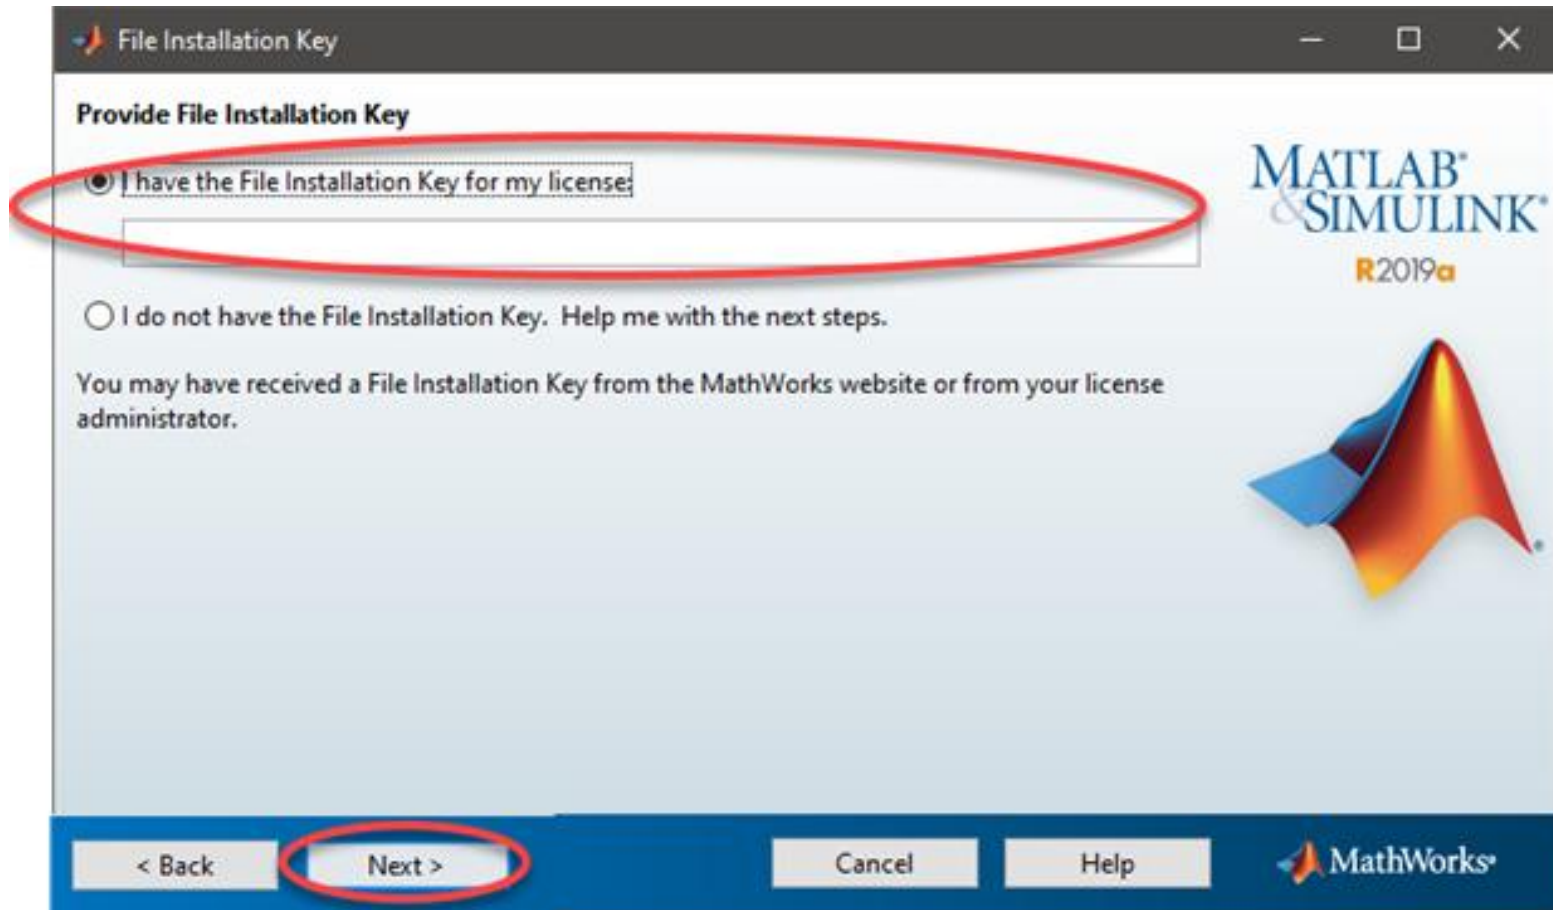 File Installation Key
Provide File Installation Key
I have the File Installation Key for my license:
I do not have the File Installation Key.  Help me with the next steps.
You may have received a File Installation Key from the MathWorks website or from your license
administrator.
MATLAB®
&SIMULINK®
R2019a
< Back
Next >
Cancel
Help
MathWorks®